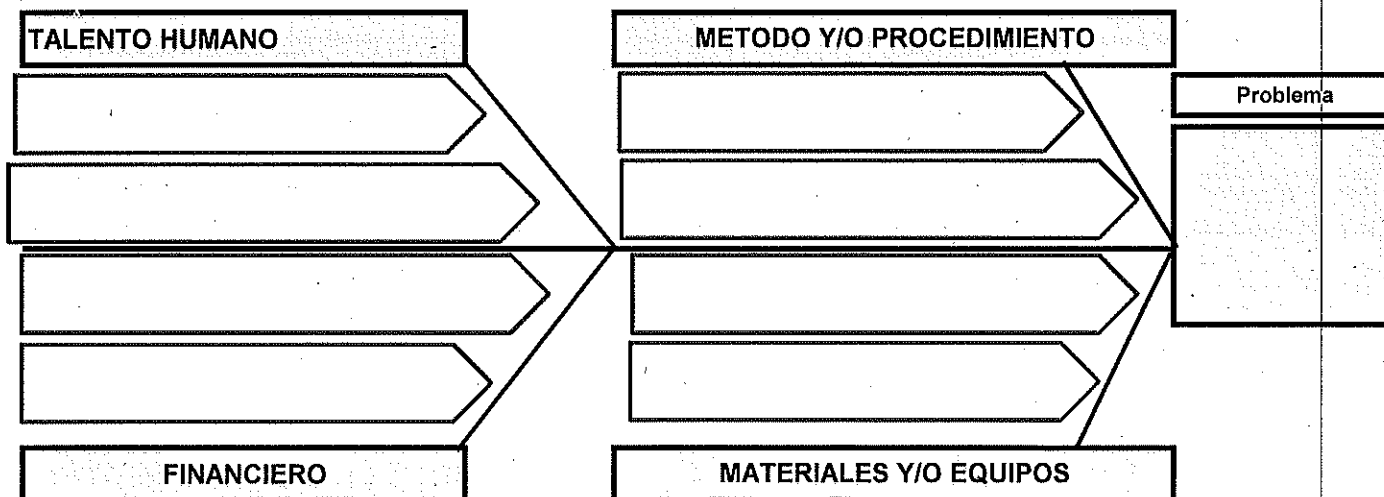 TALENTO HUMANO
METODO Y/O PROCEDIMIENTO
Problema
FINANCIERO
MATERIALES Y/O EQUIPOS